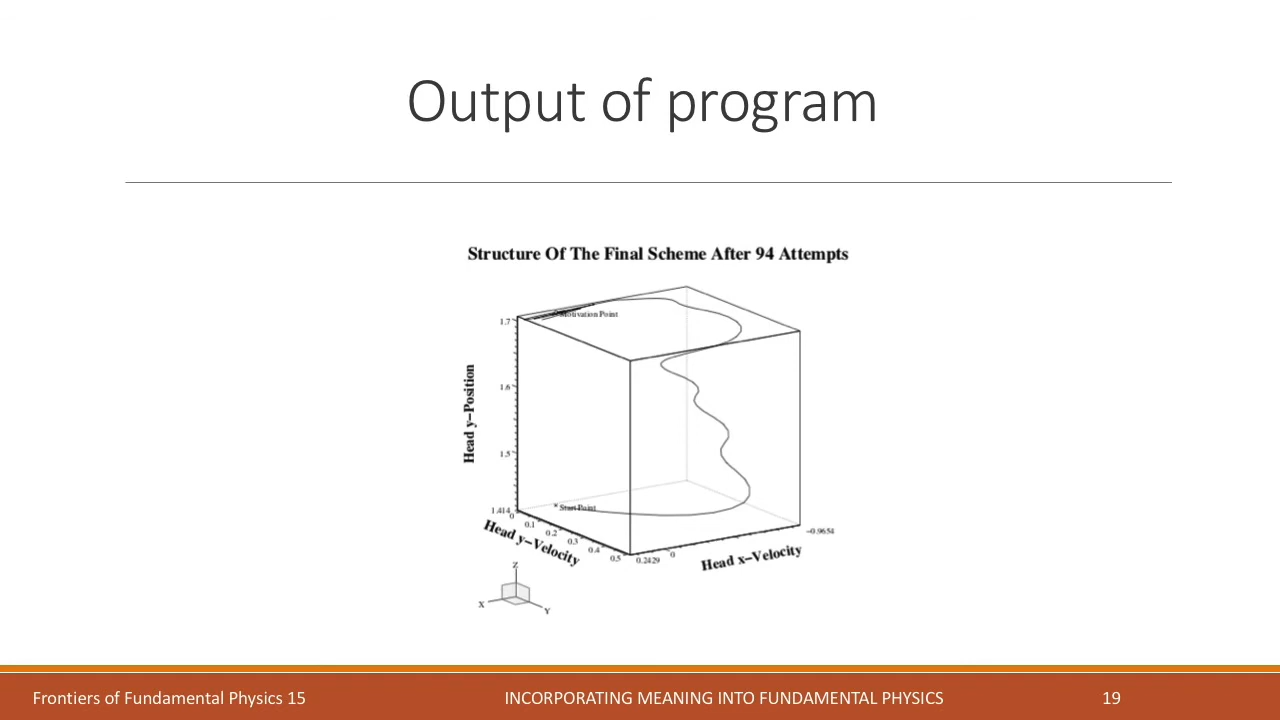 Output of program
Structure Of The Final Scheme After 94 Attempts
Motivation Point
1.7
1.6
1.5
1.414
Head y-Position
Start Point
0
0.1
0.2
0.3
0.4
0.5
Head y-Velocity
0.2429
0
-0.9654
Head x-Velocity
Z
X
Y
Frontiers of Fundamental Physics 15
INCORPORATING MEANING INTO FUNDAMENTAL PHYSICS
19